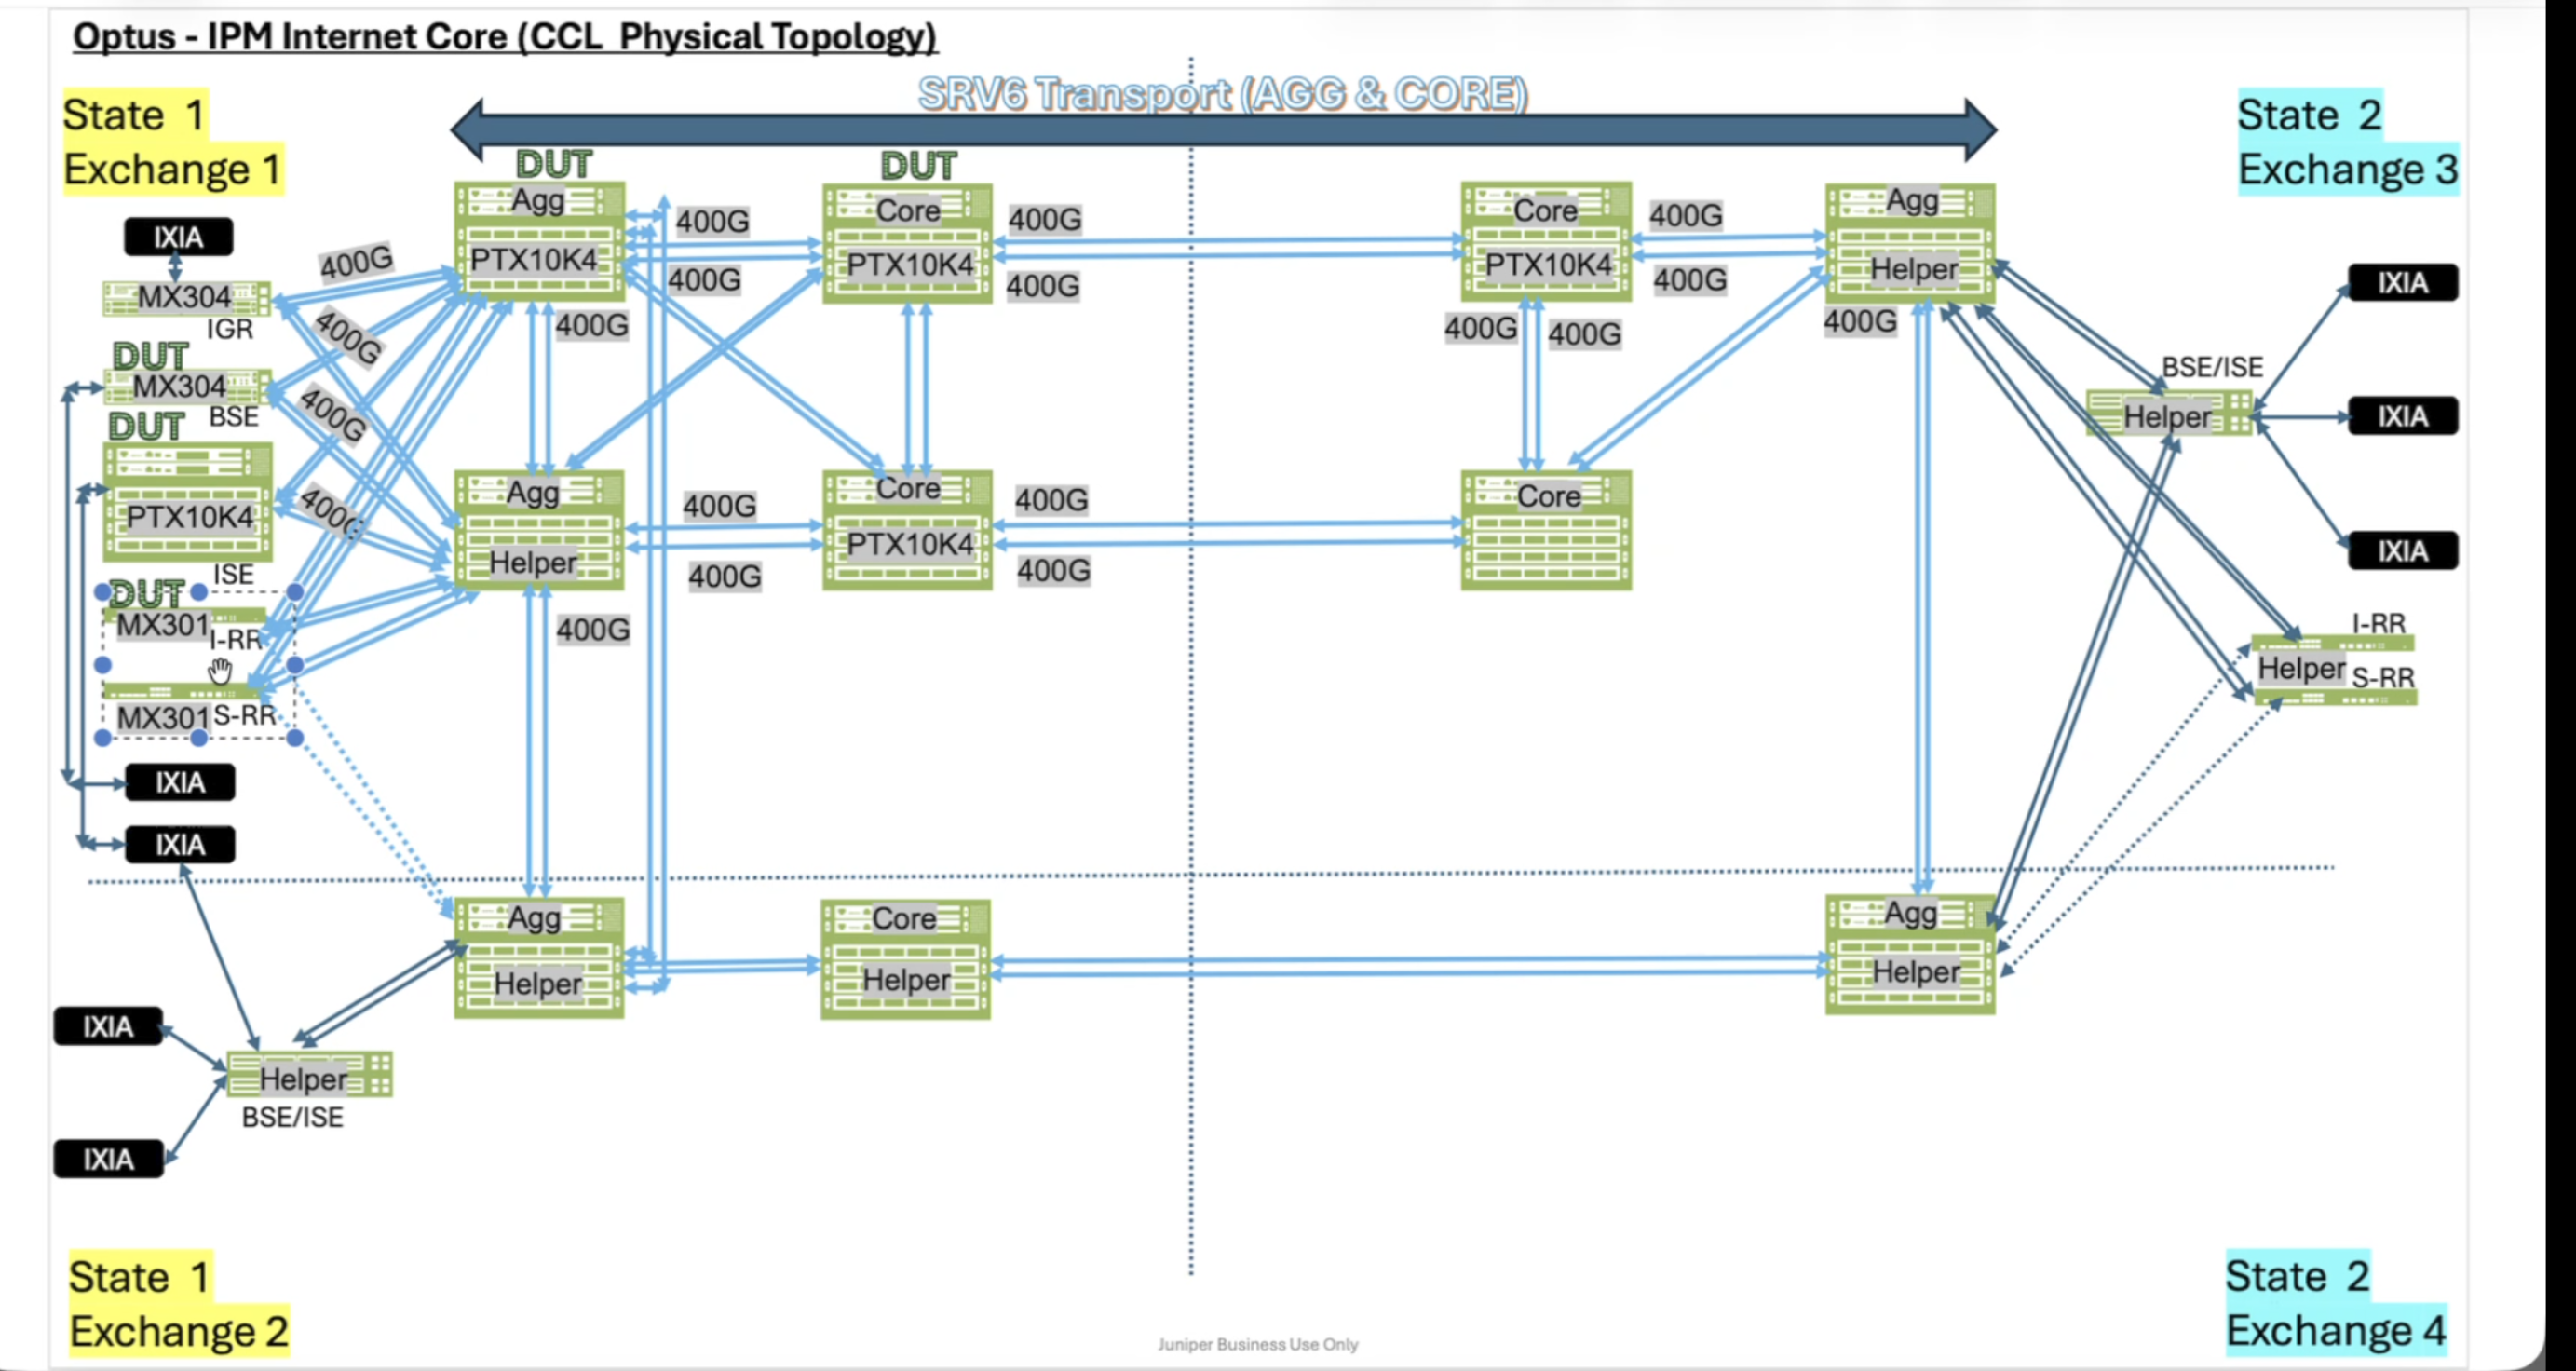 Optus - IPM Internet Core (CCL Physical Topology)
SRV6 Transport (AGG & CORE)
State 1
Exchange 1
State 2
Exchange 3
DUT
DUT
IXIA
MX304
IGR
DUT
MX304
BSE
DUT
PTX10K4
ISE
DUT
MX301
I-RR
MX301
S-RR
IXIA
IXIA
400G
400G
400G
400G
Agg
PTX10K4
400G
400G
400G
Core
PTX10K4
400G
400G
Core
PTX10K4
400G
400G
400G
400G
Agg
Helper
400G
IXIA
BSE/ISE
Helper
IXIA
IXIA
Agg
Helper
400G
400G
400G
Core
PTX10K4
400G
400G
Core
I-RR
Helper
S-RR
Agg
Helper
Core
Helper
Agg
Helper
IXIA
Helper
BSE/ISE
IXIA
State 1
Exchange 2
Juniper Business Use Only
State 2
Exchange 4